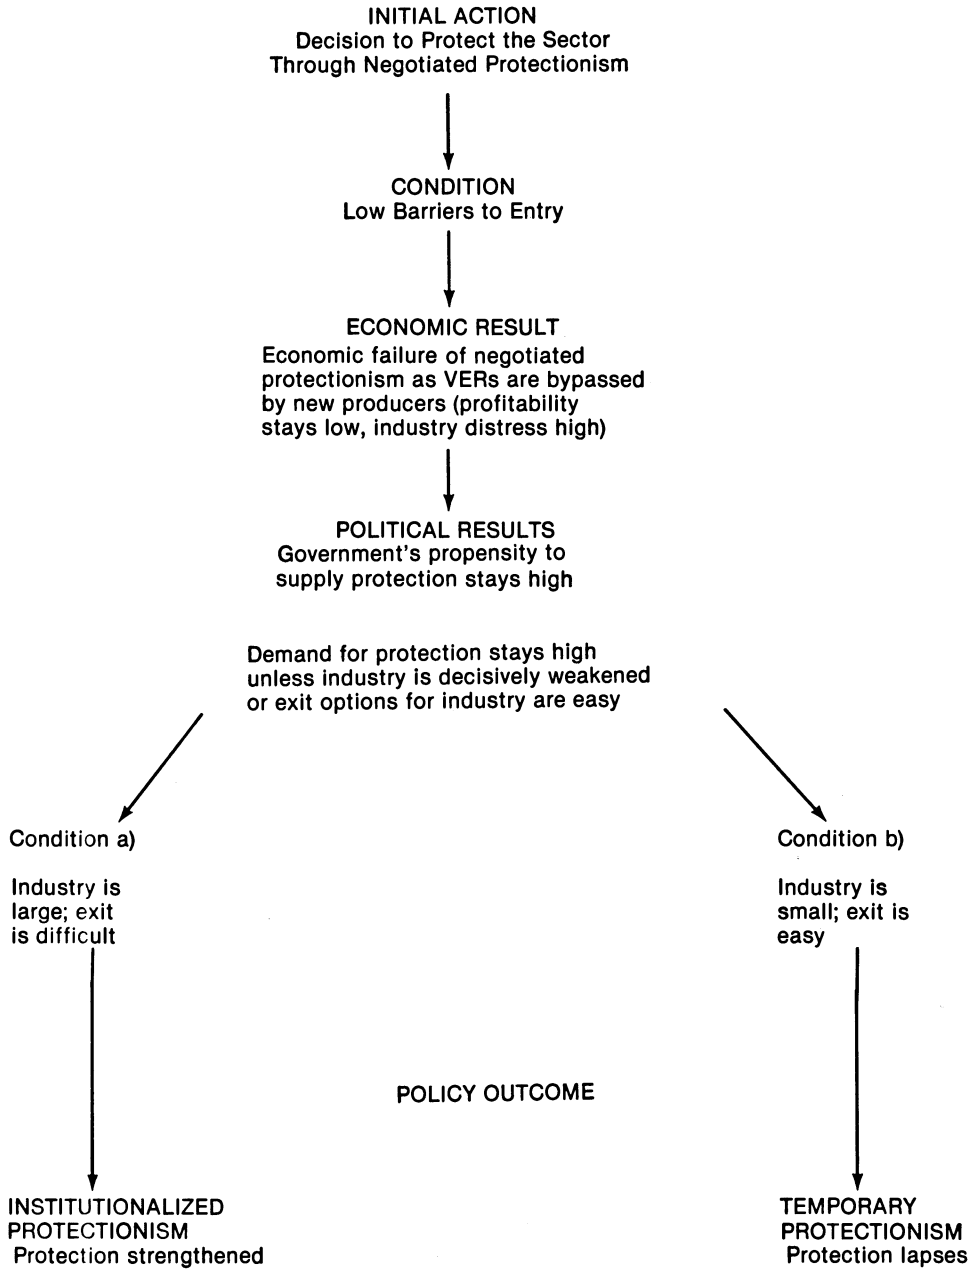 INITIAL ACTION
Decision to Protect the Sector
Through Negotiated Protectionism
CONDITION
Low Barriers to Entry
ECONOMIC RESULT
Economic failure of negotiated
protectionism as VERs are bypassed
by new producers (profitability
stays low, industry distress high)
POLITICAL RESULTS
Government's propensity to
supply protection stays high
Demand for protection stays high
unless industry is decisively weakened
or exit options for industry are easy
Condition a)
Industry is
large; exit
is difficult
Condition b)
Industry is
small; exit is
easy
POLICY OUTCOME
INSTITUTIONALIZED
PROTECTIONISM
Protection strengthened
TEMPORARY
PROTECTIONISM
Protection lapses